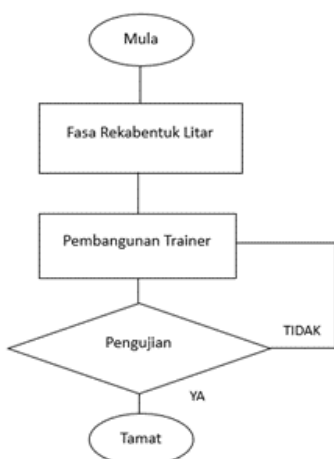 Mula
Fasa Rekabentuk Litar
Pembangunan Trainer
Pengujian
TIDAK
YA
Tamat